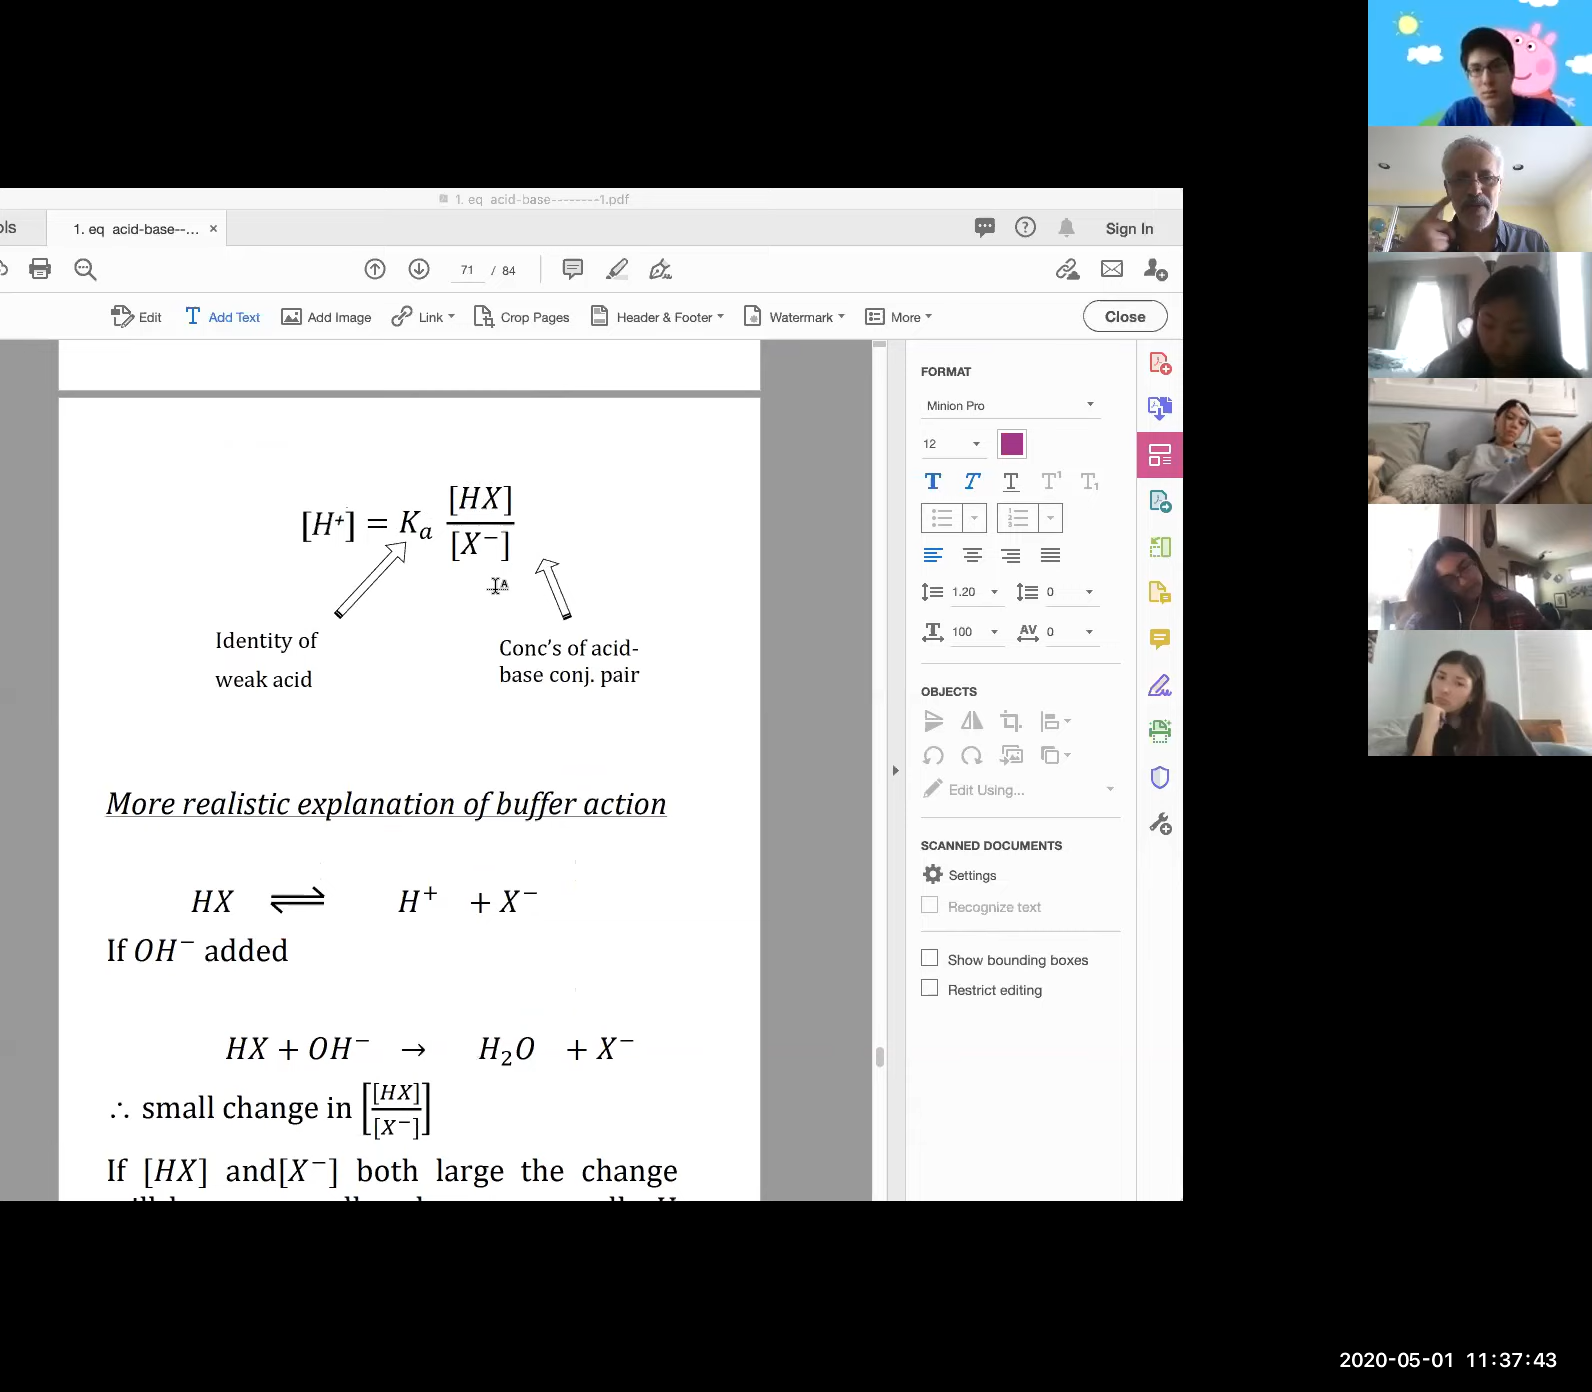 1. eq acid-base--------1.pdf
ols
1. eq acid-base--... ×
Sign In
71 / 84
Edit Add Text Add Image Link Crop Pages Header & Footer Watermark More Close
[H⁺] = Kₐ [HX]
[X⁻]
Identity of
weak acid
Conc's of acid-
base conj. pair
More realistic explanation of buffer action
HX ⇌ H⁺ + X⁻
If OH⁻ added
HX + OH⁻ → H₂O + X⁻
∴ small change in [[HX]/[X⁻]]
If [HX] and[X⁻] both large the change
FORMAT
Minion Pro
12
T T T T¹ T₁
1.20 0
100 AV 0
OBJECTS
Edit Using...
SCANNED DOCUMENTS
Settings
Recognize text
Show bounding boxes
Restrict editing
2020-05-01 11:37:43